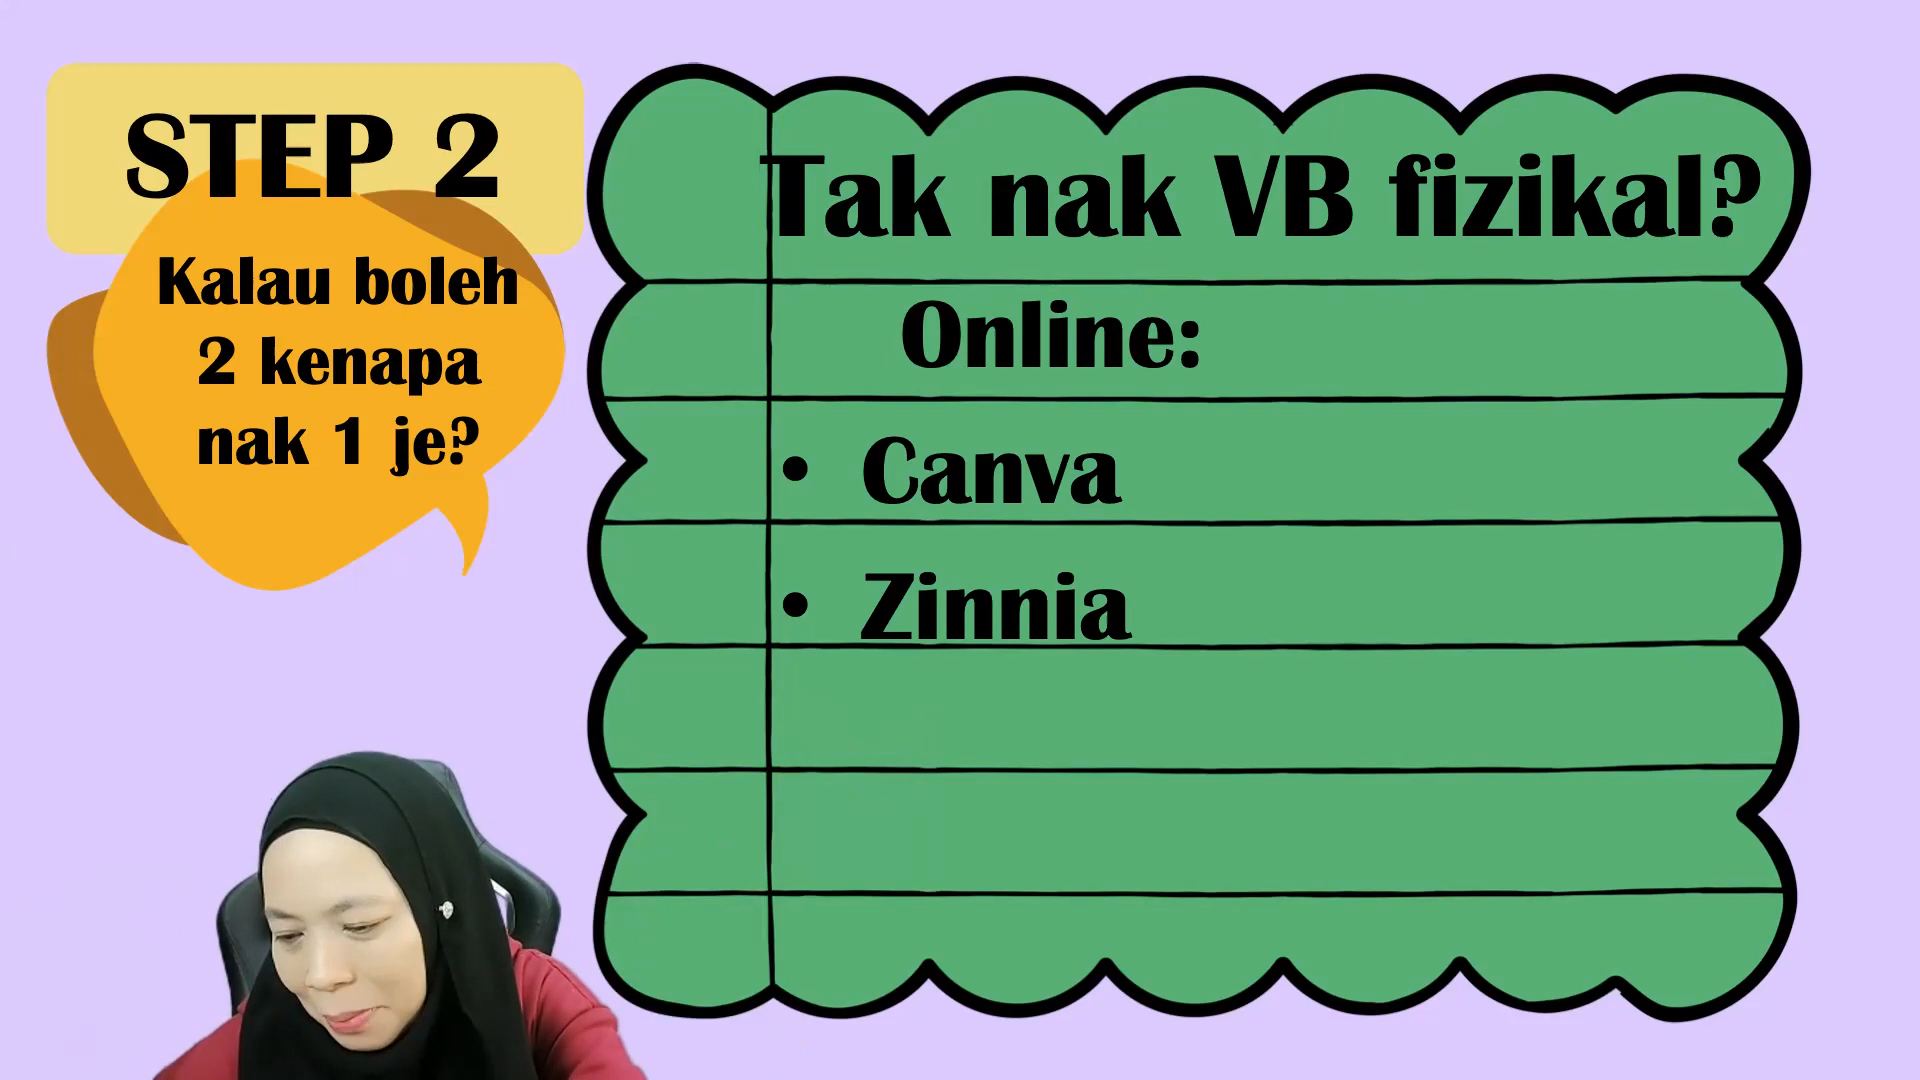 STEP 2
Kalau boleh
2 kenapa
nak 1 je?
Tak nak VB fizikal?
Online:
• Canva
• Zinnia